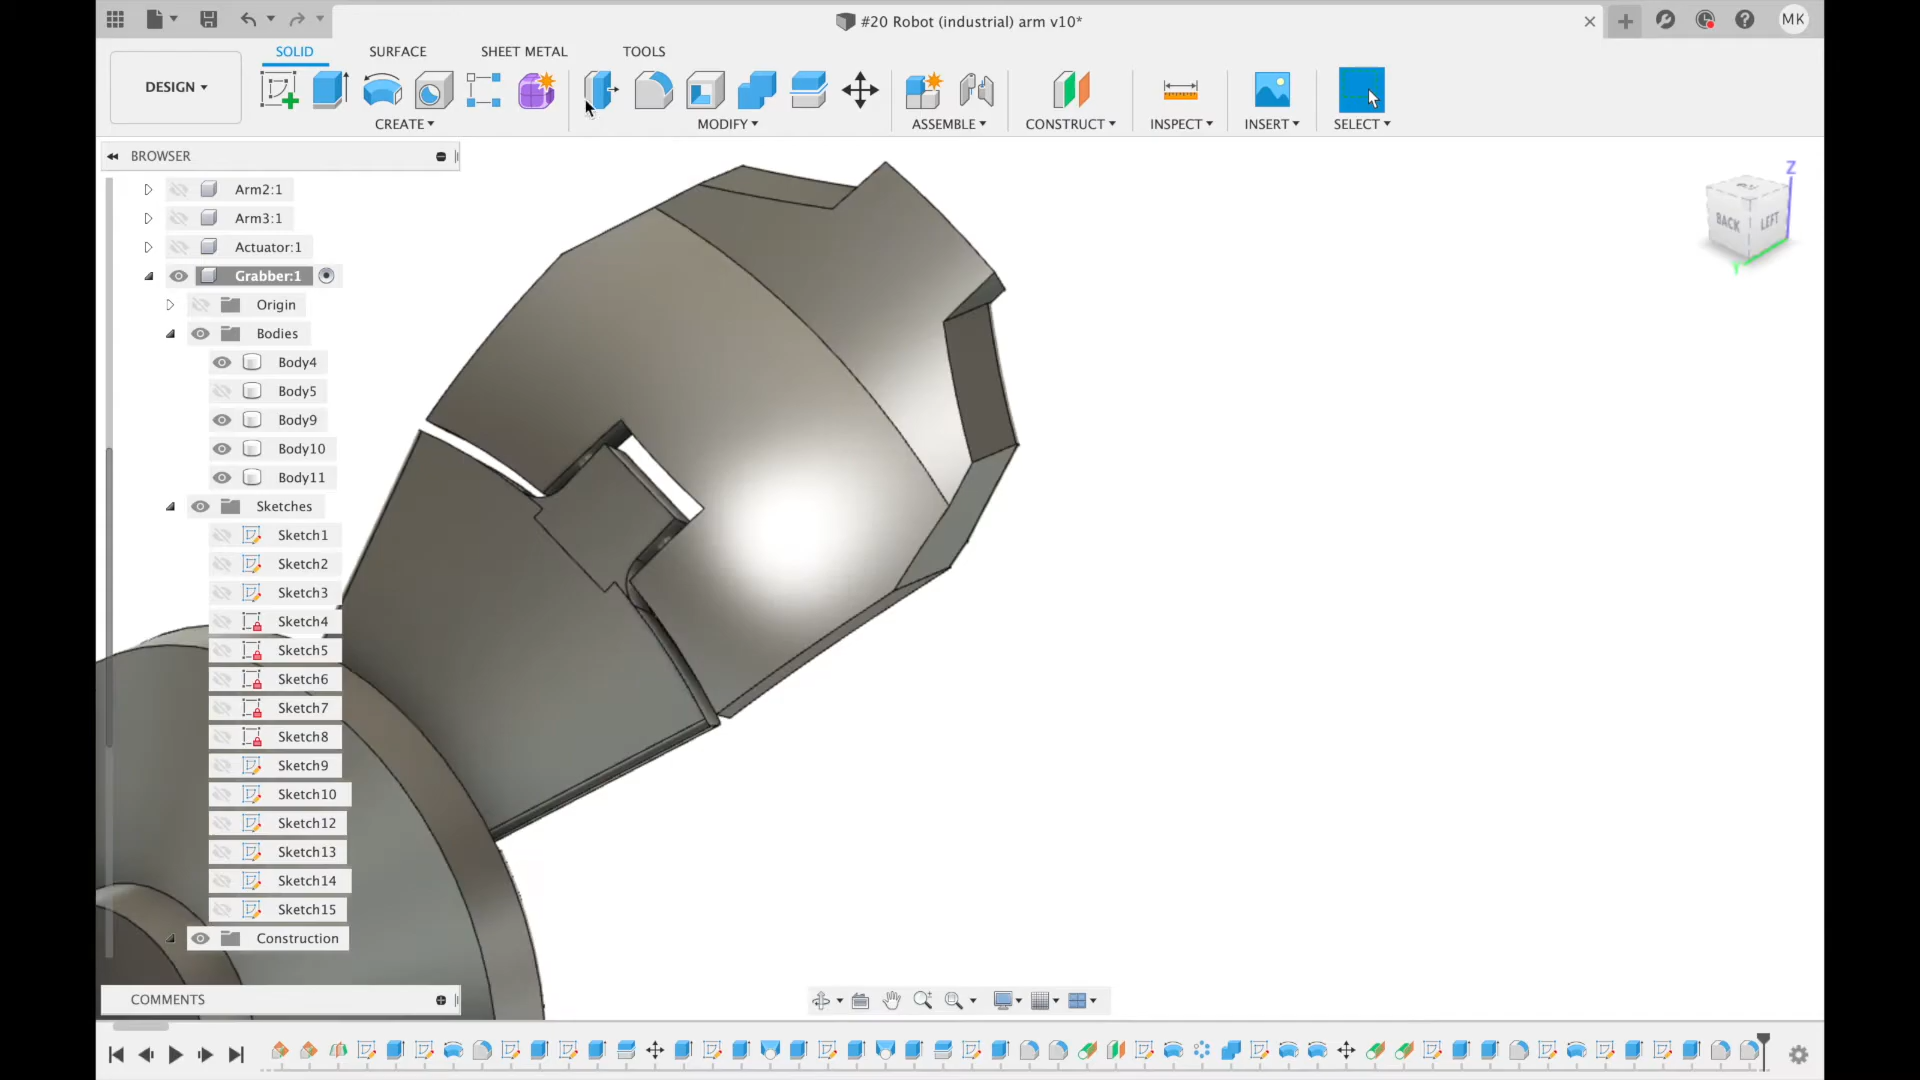 #20 Robot (industrial) arm v10*
MK
DESIGN
SOLID
SURFACE
SHEET METAL
TOOLS
CREATE
MODIFY
ASSEMBLE
CONSTRUCT
INSPECT
INSERT
SELECT
BROWSER
Arm2:1
Arm3:1
Actuator:1
Grabber:1
Origin
Bodies
Body4
Body5
Body9
Body10
Body11
Sketches
Sketch1
Sketch2
Sketch3
Sketch4
Sketch5
Sketch6
Sketch7
Sketch8
Sketch9
Sketch10
Sketch12
Sketch13
Sketch14
Sketch15
Construction
COMMENTS
Z
BACK
LEFT
Y